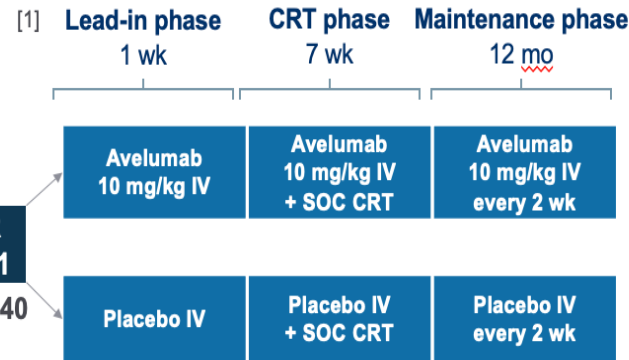 [1] Lead-in phase CRT phase Maintenance phase
1 wk 7 wk 12 mo
Avelumab
10 mg/kg IV
Avelumab
10 mg/kg IV
+ SOC CRT
Avelumab
10 mg/kg IV
every 2 wk
1
40
Placebo IV
Placebo IV
+ SOC CRT
Placebo IV
every 2 wk